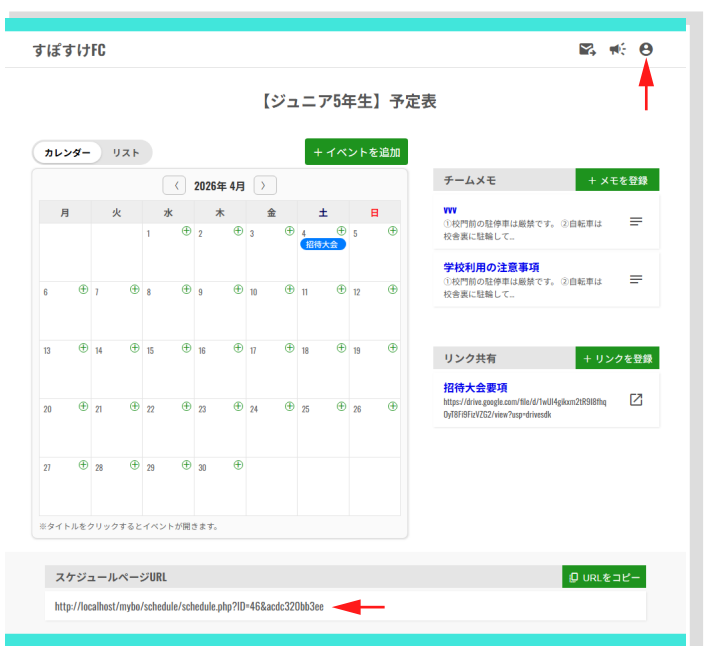 すぽすけFC
【ジュニア5年生】予定表
カレンダー リスト
+ イベントを追加
2026年 4月
月 火 水 木 金 土 日
1 2 3 4 5
招待大会
6 7 8 9 10 11 12
13 14 15 16 17 18 19
20 21 22 23 24 25 26
27 28 29 30
※タイトルをクリックするとイベントが開きます。
チームメモ
+ メモを登録
vvv
①校門前の駐停車は厳禁です。 ②自転車は
校舎裏に駐輪して...
学校利用の注意事項
①校門前の駐停車は厳禁です。 ②自転車は
校舎裏に駐輪して...
リンク共有
+ リンクを登録
招待大会要項
https://drive.google.com/file/d/1wUI4gikxm2tR9I8fhq
OyT8Fi9FizVZG2/view?usp=drivesdk
スケジュールページURL
URLをコピー
http://localhost/mybo/schedule/schedule.php?ID=46&acdc320bb3ee